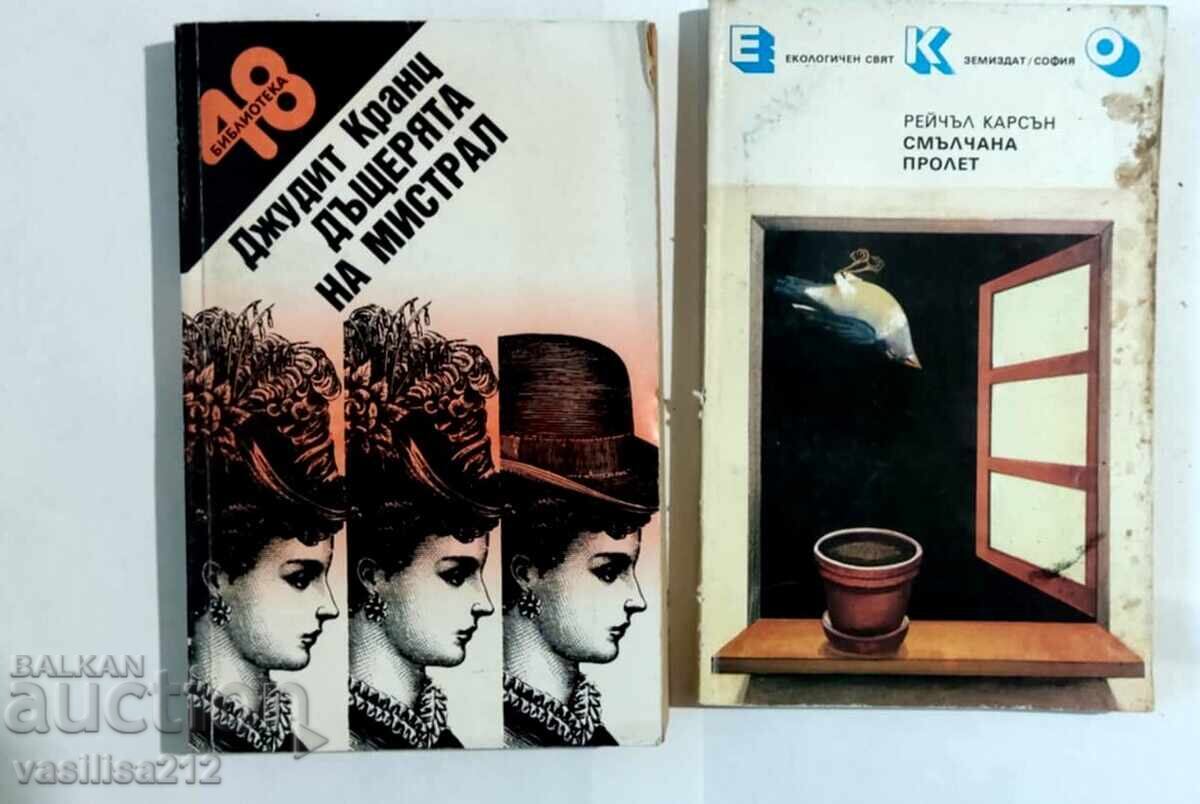 48
БИБЛИОТЕКА
Джудит Кранц
ДЪЩЕРЯТА
НА МИСТРАЛ
Е ЕКОЛОГИЧЕН СВЯТ К ЗЕМИЗДАТ/СОФИЯ О
РЕЙЧЪЛ КАРСЪН
СМЪЛЧАНА
ПРОЛЕТ
BALKAN
auction
vasilisa212